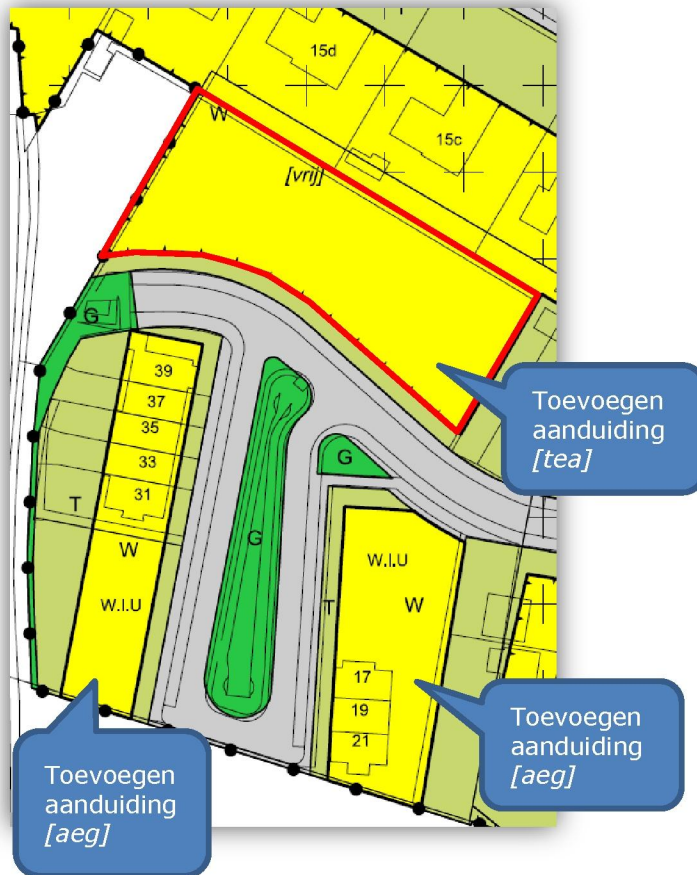 15d
15c
W
[vrij]
G
39
37
35
33
31
T
W
W.I.U
G
G
W.I.U
T
W
17
19
21
Toevoegen
aanduiding
[tea]
Toevoegen
aanduiding
[aeg]
Toevoegen
aanduiding
[aeg]